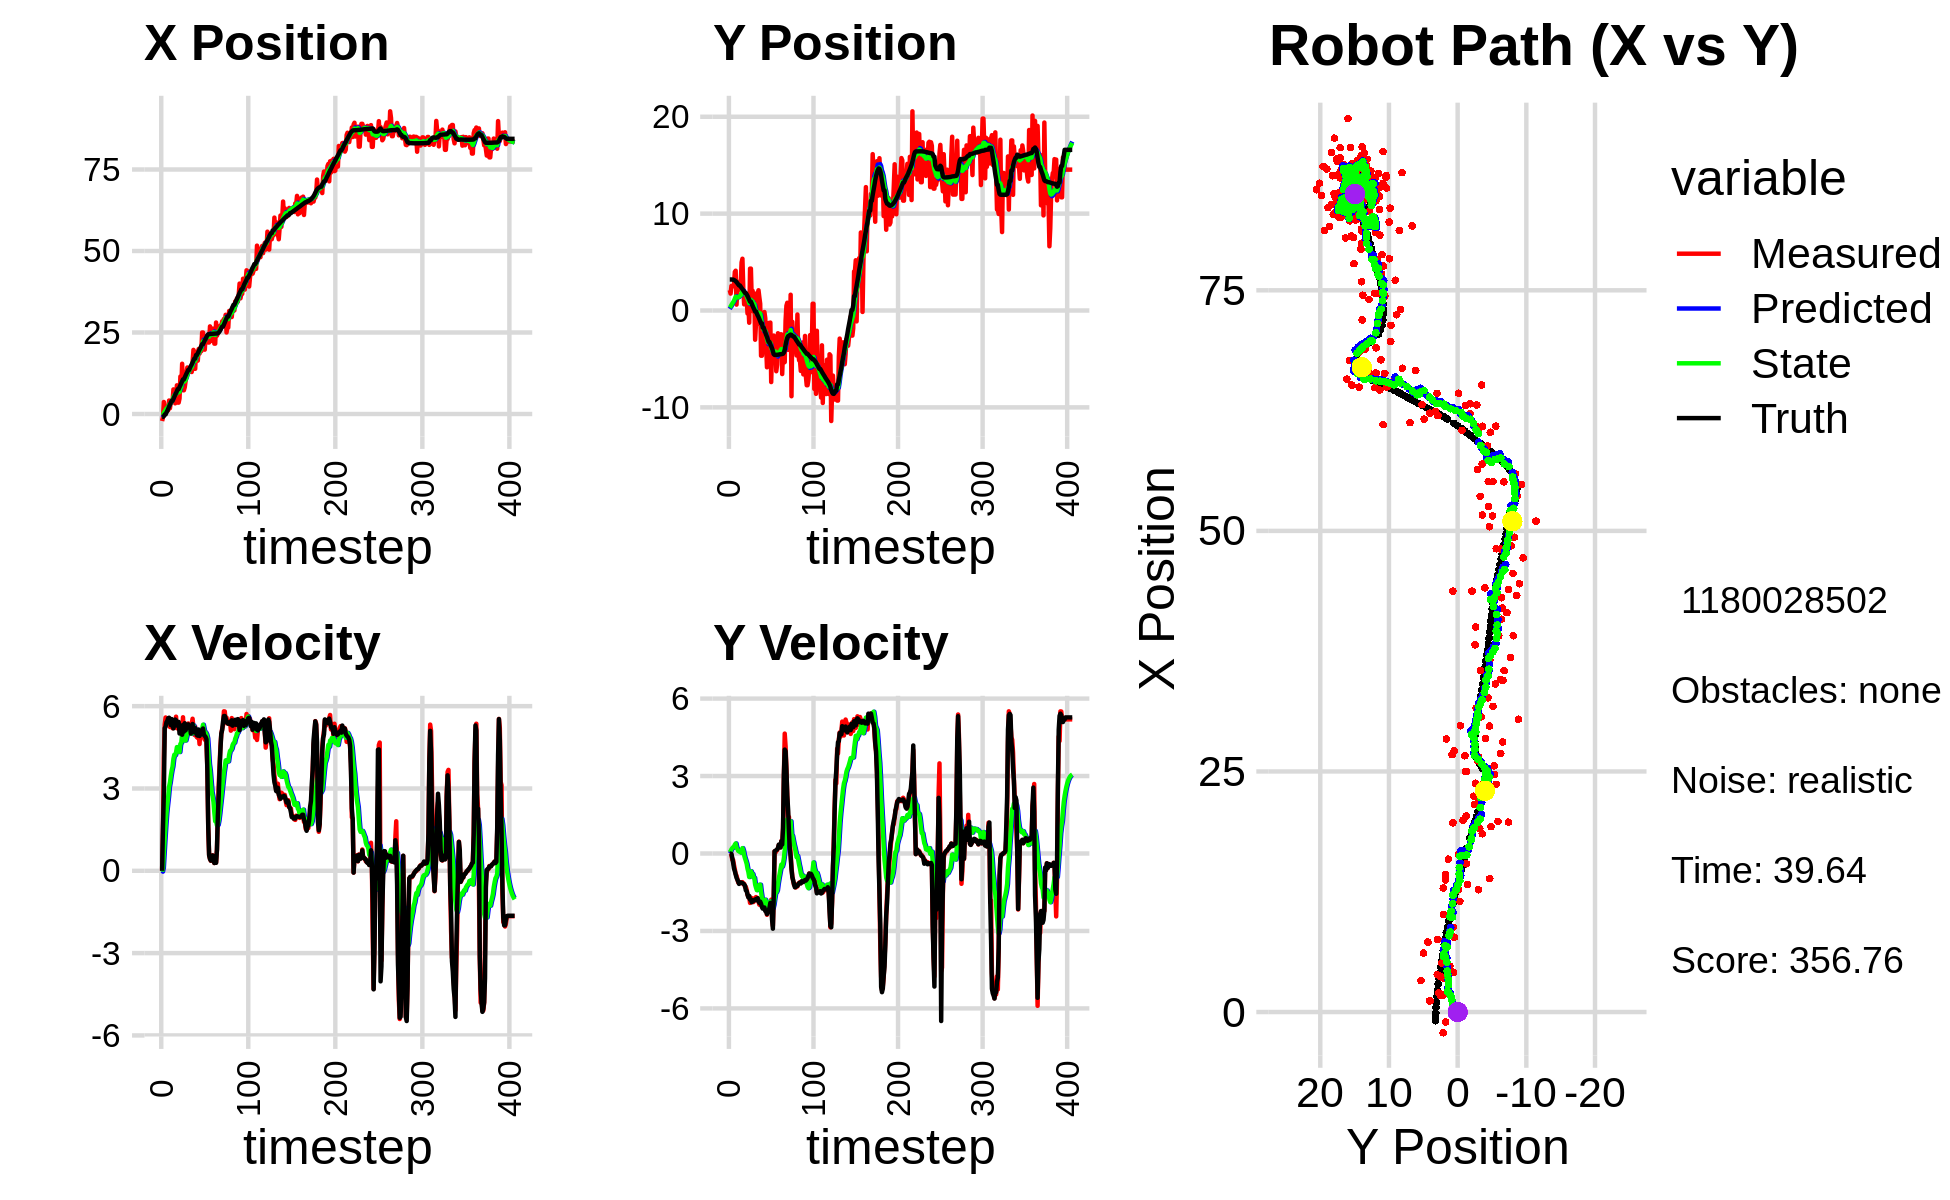 X Position
75
50
25
0
0
100
200
300
400
timestep
Y Position
20
10
0
-10
0
100
200
300
400
timestep
X Velocity
6
3
0
-3
-6
0
100
200
300
400
timestep
Y Velocity
6
3
0
-3
-6
0
100
200
300
400
timestep
Robot Path (X vs Y)
X Position
75
50
25
0
20 10 0 -10 -20
Y Position
variable
Measured
Predicted
State
Truth
1180028502
Obstacles: none
Noise: realistic
Time: 39.64
Score: 356.76